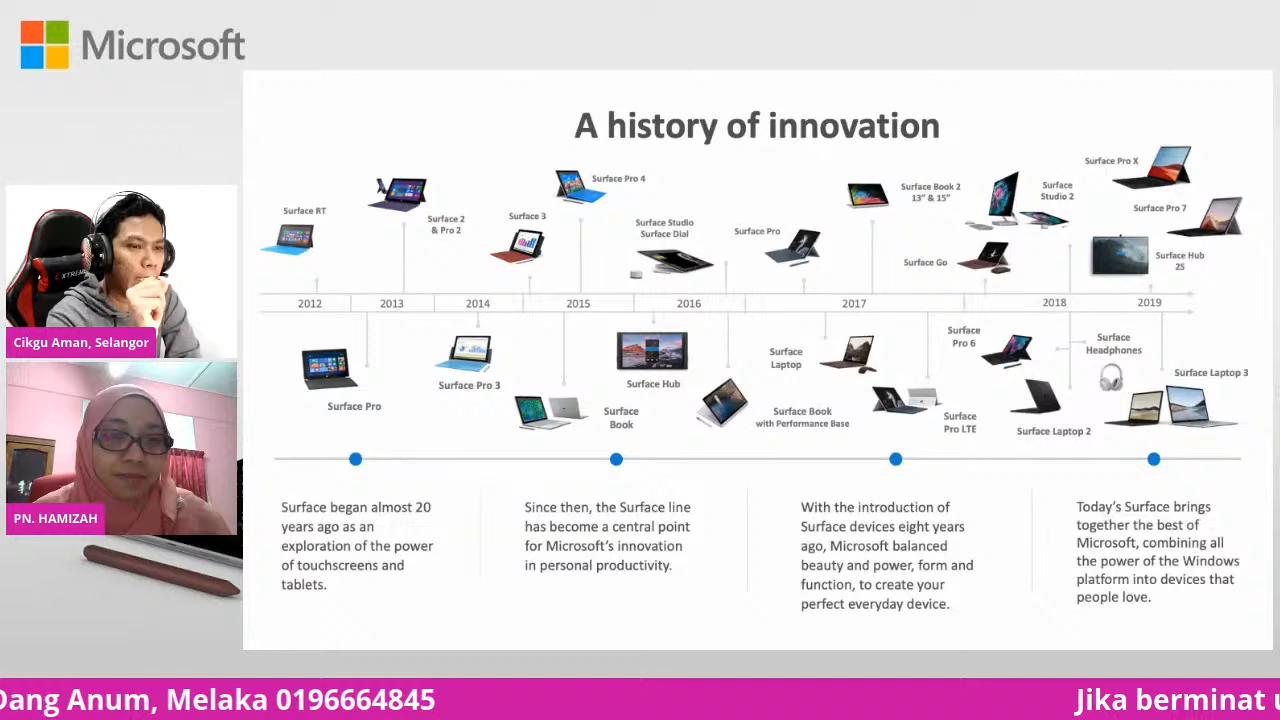 Microsoft
A history of innovation
Surface RT
Surface 2
& Pro 2
Surface 3
Surface Pro 4
Surface Studio
Surface Dial
Surface Pro
Surface Book 2
13” & 15”
Surface Go
Surface
Studio 2
Surface Pro X
Surface Pro 7
Surface Hub
2S
2012
2013
2014
2015
2016
2017
2018
2019
Surface Pro
Surface Pro 3
Surface
Book
Surface Hub
Surface Book
with Performance Base
Surface
Laptop
Surface
Pro LTE
Surface
Pro 6
Surface Laptop 2
Surface
Headphones
Surface Laptop 3
Surface began almost 20
years ago as an
exploration of the power
of touchscreens and
tablets.
Since then, the Surface line
has become a central point
for Microsoft’s innovation
in personal productivity.
With the introduction of
Surface devices eight years
ago, Microsoft balanced
beauty and power, form and
function, to create your
perfect everyday device.
Today’s Surface brings
together the best of
Microsoft, combining all
the power of the Windows
platform into devices that
people love.
Cikgu Aman, Selangor
PN. HAMIZAH
Dang Anum, Melaka 0196664845
Jika berminat u